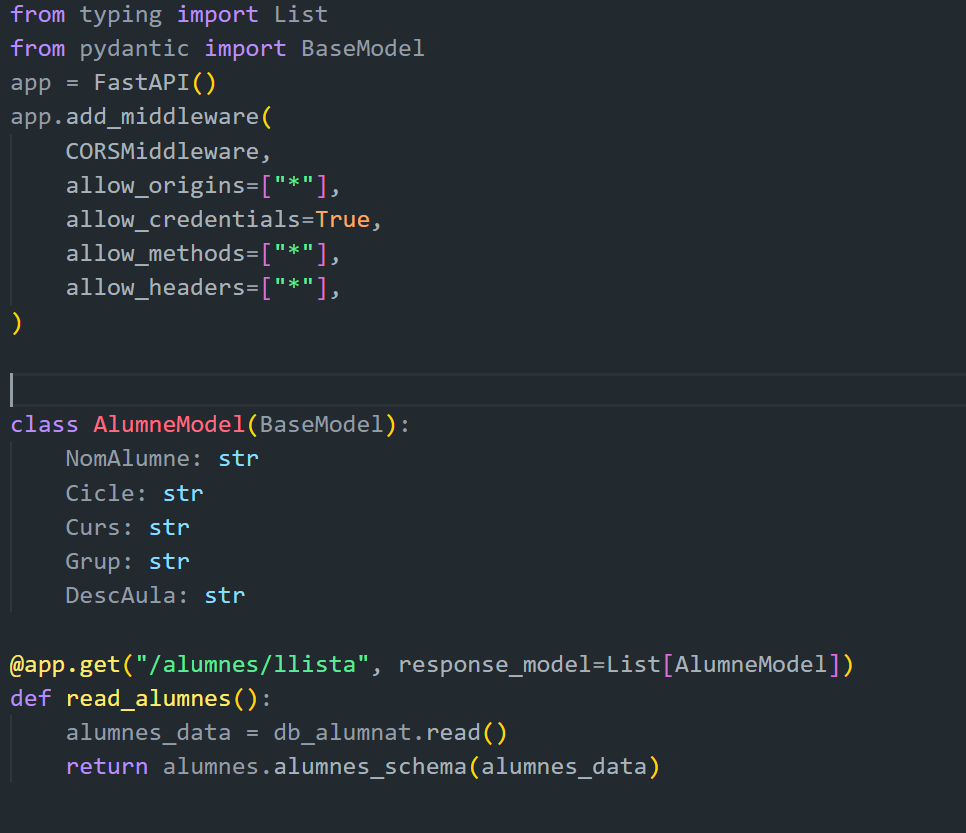 from typing import List
from pydantic import BaseModel
app = FastAPI()
app.add_middleware(
    CORSMiddleware,
    allow_origins=["*"],
    allow_credentials=True,
    allow_methods=["*"],
    allow_headers=["*"],
)
class AlumneModel(BaseModel):
    NomAlumne: str
    Cicle: str
    Curs: str
    Grup: str
    DescAula: str
@app.get("/alumnes/llista", response_model=List[AlumneModel])
def read_alumnes():
    alumnes_data = db_alumnat.read()
    return alumnes.alumnes_schema(alumnes_data)